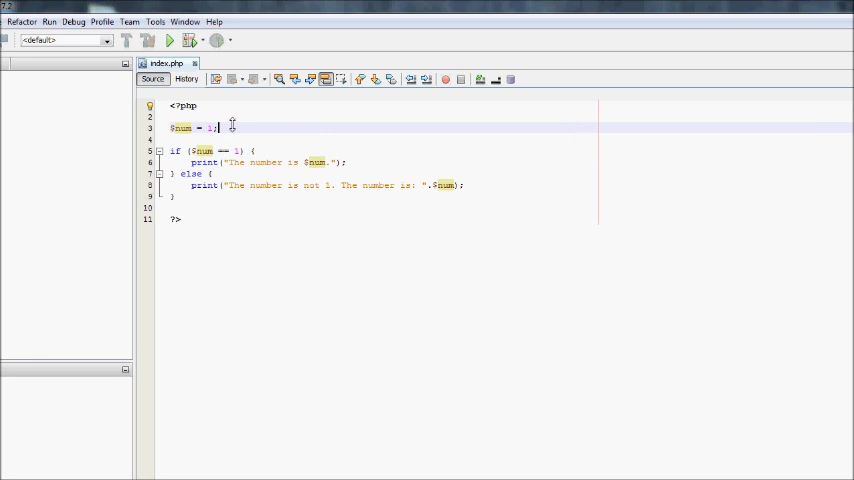 7.2
Refactor Run Debug Profile Team Tools Window Help
<default>
index.php
Source History
1 <?php
2
3 $num = 1;
4
5 if ($num == 1) {
6 print("The number is $num.");
7 } else {
8 print("The number is not 1. The number is: ".$num);
9 }
10
11 ?>